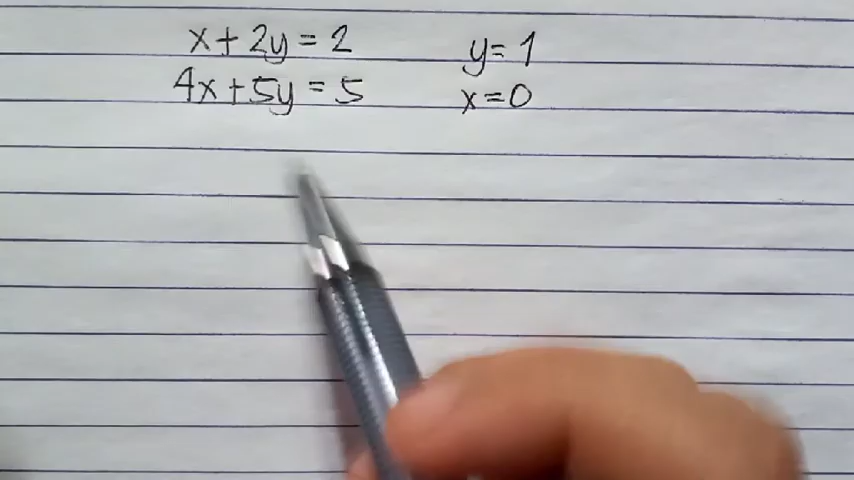 x + 2y = 2
4x + 5y = 5
y = 1
x = 0